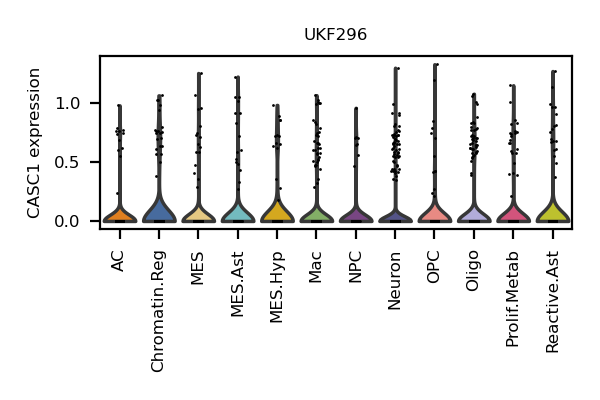 UKF296
CASC1 expression
1.0
0.5
0.0
AC
Chromatin.Reg
MES
MES.Ast
MES.Hyp
Mac
NPC
Neuron
OPC
Oligo
Prolif.Metab
Reactive.Ast